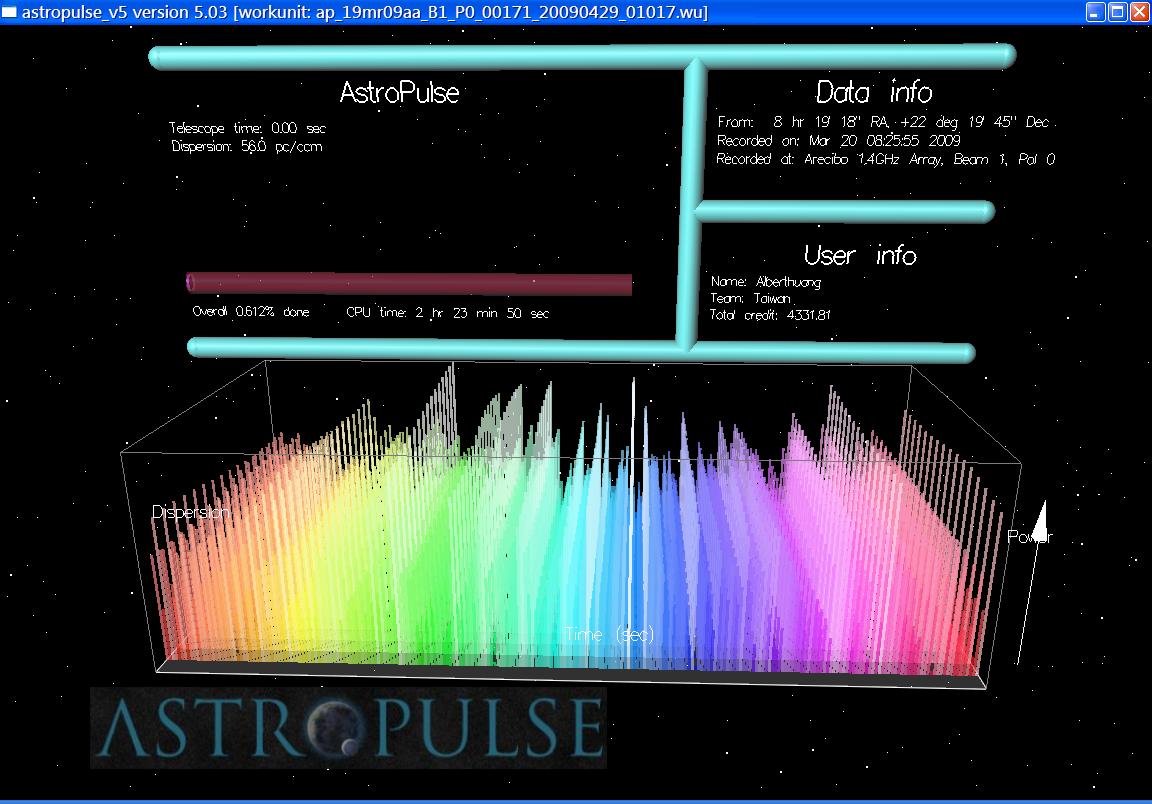 astropulse_v5 version 5.03 [workunit: ap_19mr09aa_B1_P0_00171_20090429_01017.wu]
AstroPulse
Telescope time: 0.00 sec
Dispersion: 56.0 pc/ccm
Data info
From: 8 hr 19' 18" RA, +22 deg 19' 45" Dec
Recorded on: Mar 20 08:25:55 2009
Recorded at: Arecibo 1.4GHz Array, Beam 1, Pol 0
User info
Name: Alberthuang
Team: Taiwan
Total credit: 4331.81
Overall 0.612% done CPU time: 2 hr 23 min 50 sec
Dispersion
Power
Time (sec)
ASTROPULSE